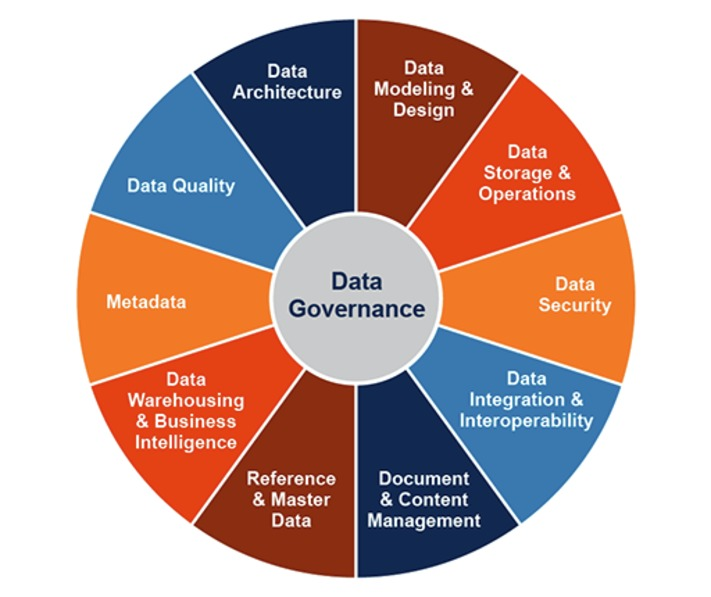 Data
Architecture
Data
Modeling &
Design
Data
Storage &
Operations
Data
Security
Data
Integration &
Interoperability
Document
& Content
Management
Reference
& Master
Data
Data
Warehousing
& Business
Intelligence
Metadata
Data Quality
Data
Governance